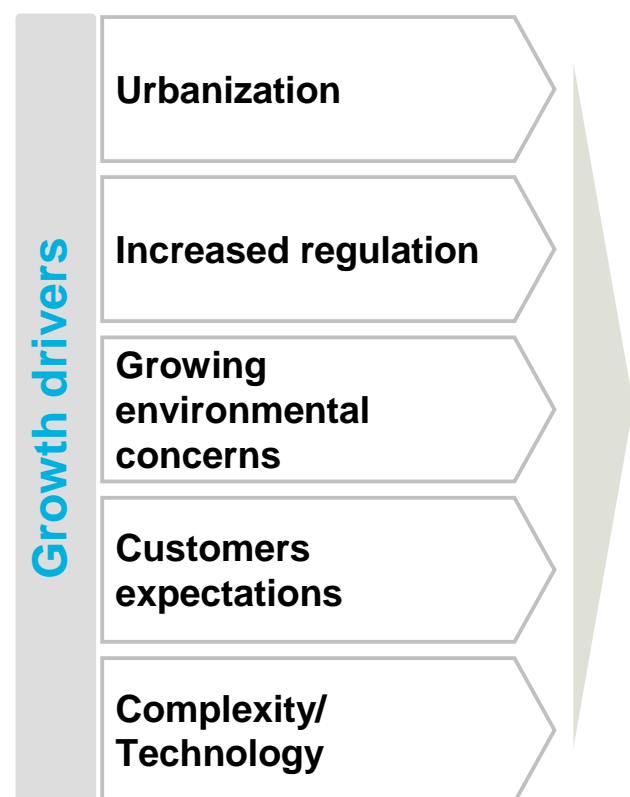 Growth drivers
Urbanization
Increased regulation
Growing
environmental
concerns
Customers
expectations
Complexity/
Technology